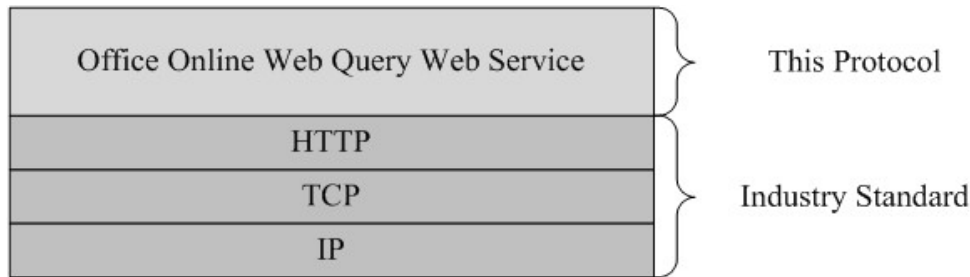 Office Online Web Query Web Service
This Protocol
HTTP
TCP
Industry Standard
IP